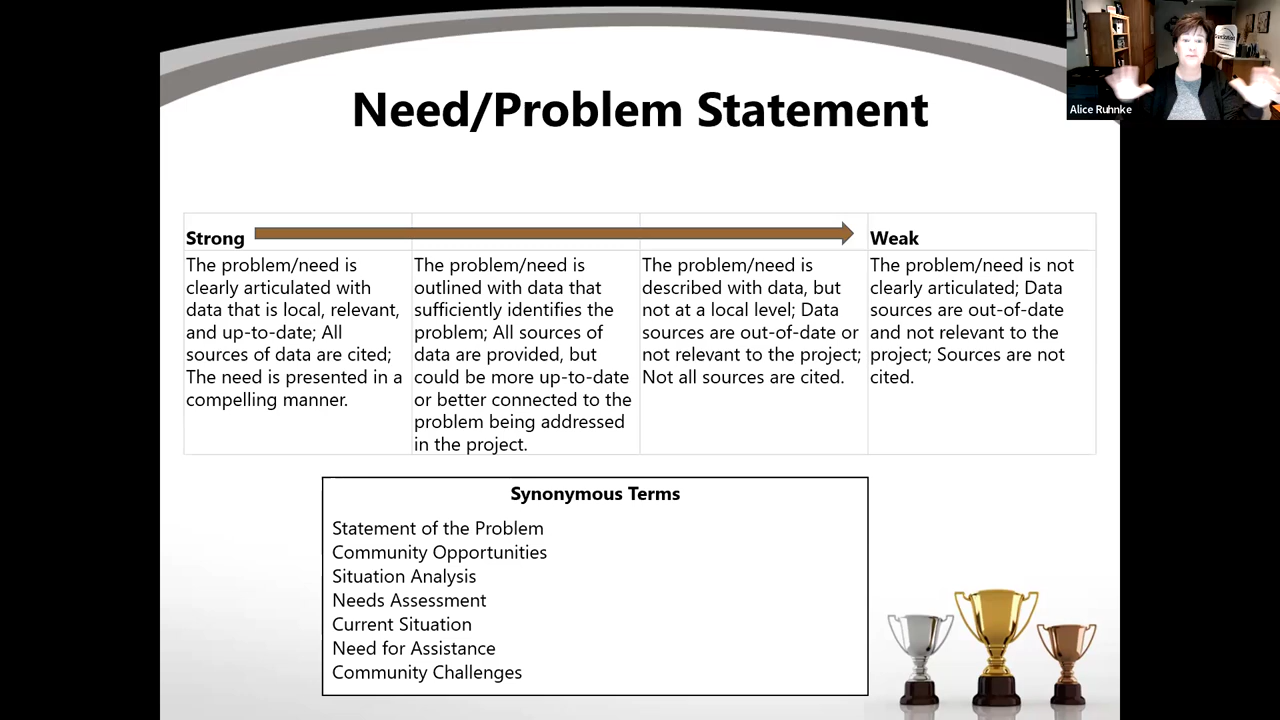 Need/Problem Statement
Alice Ruhnke
Strong
Weak
The problem/need is
clearly articulated with
data that is local, relevant,
and up-to-date; All
sources of data are cited;
The need is presented in a
compelling manner.
The problem/need is
outlined with data that
sufficiently identifies the
problem; All sources of
data are provided, but
could be more up-to-date
or better connected to the
problem being addressed
in the project.
The problem/need is
described with data, but
not at a local level; Data
sources are out-of-date or
not relevant to the project;
Not all sources are cited.
The problem/need is not
clearly articulated; Data
sources are out-of-date
and not relevant to the
project; Sources are not
cited.
Synonymous Terms
Statement of the Problem
Community Opportunities
Situation Analysis
Needs Assessment
Current Situation
Need for Assistance
Community Challenges